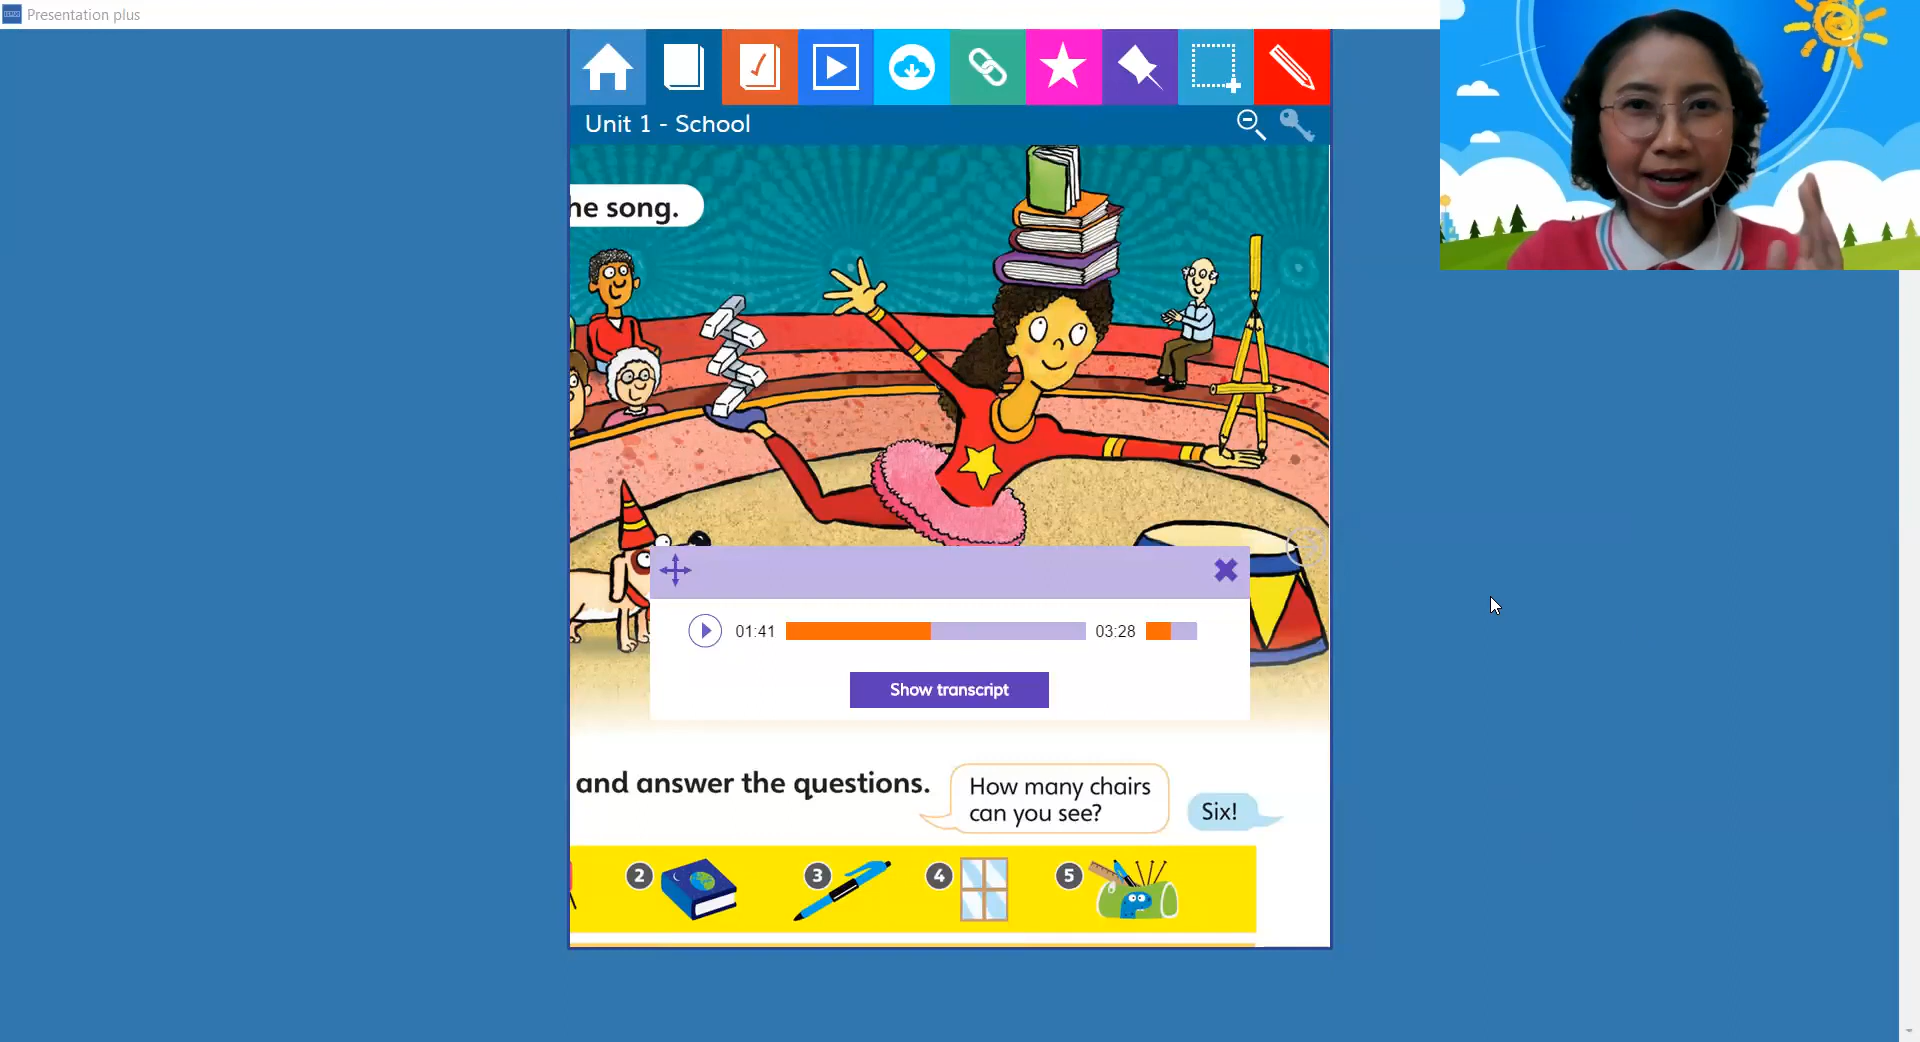 Presentation plus
Unit 1 - School
he song.
01:41
03:28
Show transcript
and answer the questions.
How many chairs
can you see?
Six!
2
3
4
5